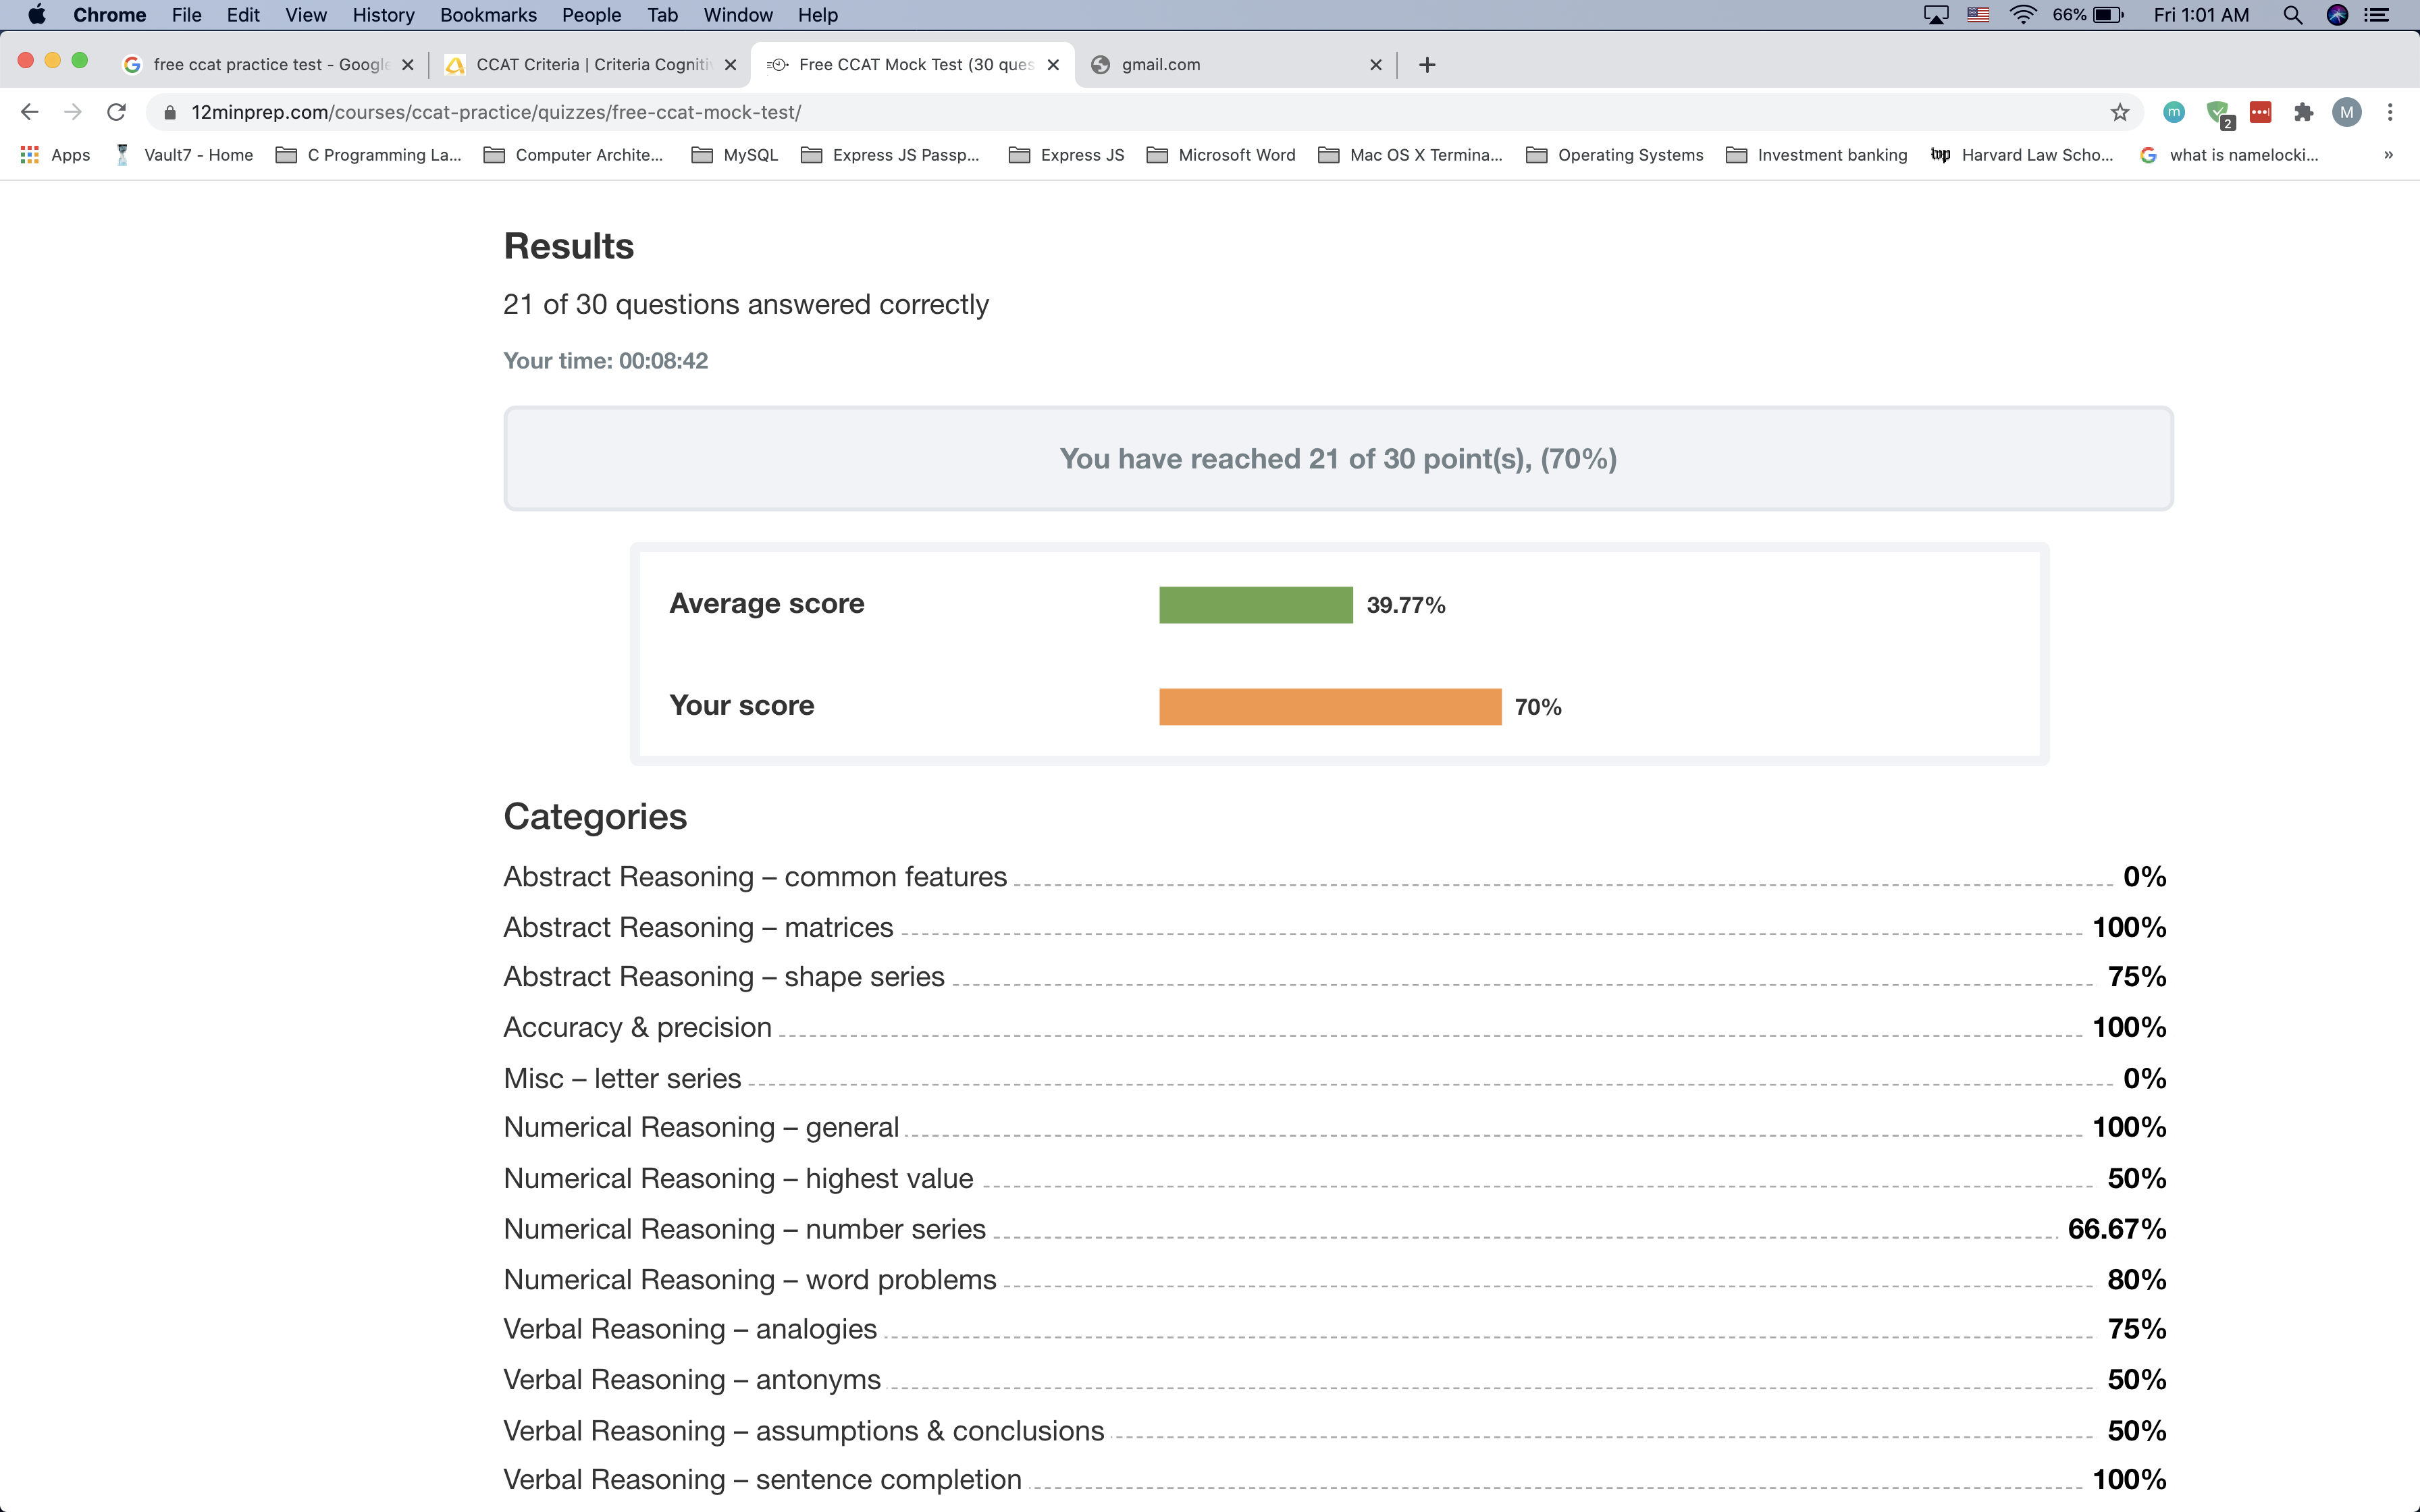 Chrome File Edit View History Bookmarks People Tab Window Help 66% Fri 1:01 AM
free ccat practice test - Google CCAT Criteria | Criteria Cogniti Free CCAT Mock Test (30 ques gmail.com
12minprep.com/courses/ccat-practice/quizzes/free-ccat-mock-test/ m 2 M
Apps Vault7 - Home C Programming La... Computer Archite... MySQL Express JS Passp... Express JS Microsoft Word Mac OS X Termina... Operating Systems Investment banking wp Harvard Law Scho... what is namelocki... »
Results
21 of 30 questions answered correctly
Your time: 00:08:42
You have reached 21 of 30 point(s), (70%)
Average score 39.77%
Your score 70%
Categories
Abstract Reasoning – common features 0%
Abstract Reasoning – matrices 100%
Abstract Reasoning – shape series 75%
Accuracy & precision 100%
Misc – letter series 0%
Numerical Reasoning – general 100%
Numerical Reasoning – highest value 50%
Numerical Reasoning – number series 66.67%
Numerical Reasoning – word problems 80%
Verbal Reasoning – analogies 75%
Verbal Reasoning – antonyms 50%
Verbal Reasoning – assumptions & conclusions 50%
Verbal Reasoning – sentence completion 100%